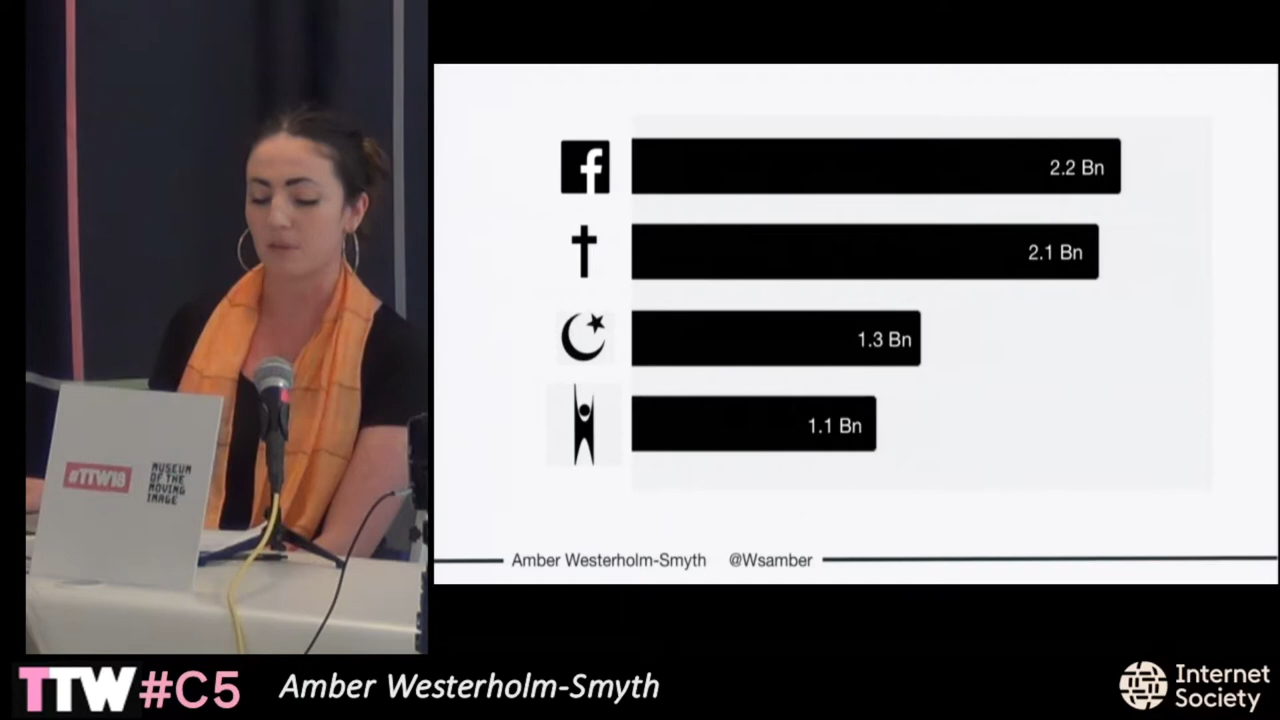 2.2 Bn
2.1 Bn
1.3 Bn
1.1 Bn
Amber Westerholm-Smyth @Wsamber
#TTW18
MUSEUM
OF THE
MOVING
IMAGE
TTW#C5 Amber Westerholm-Smyth
Internet
Society